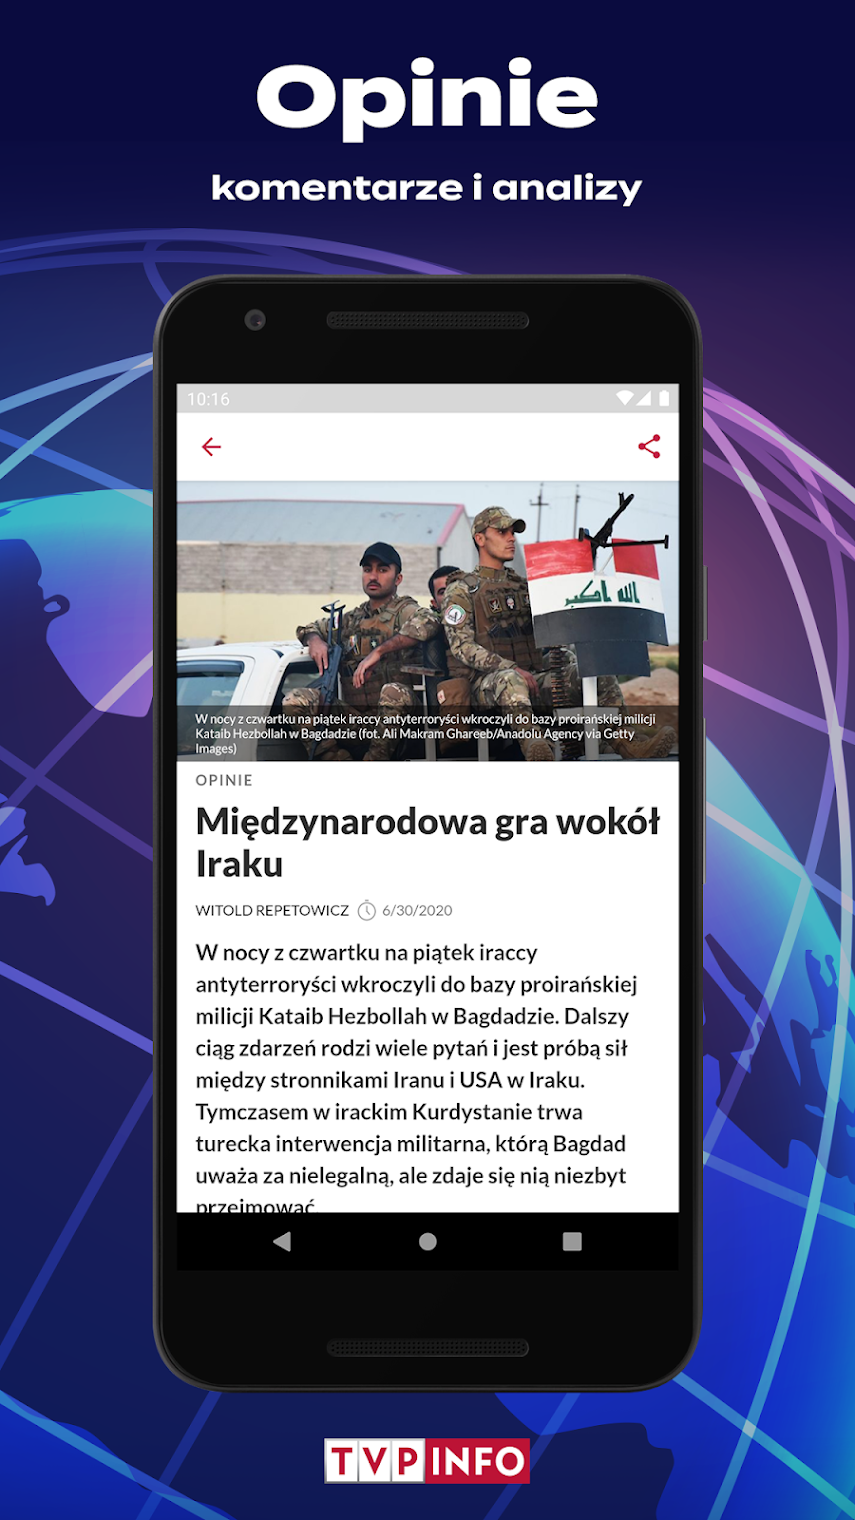 Opinie
komentarze i analizy
10:16
الله اكبر
W nocy z czwartku na piątek iraccy antyterroryści wkroczyli do bazy proirańskiej milicji
Kataib Hezbollah w Bagdadzie (fot. Ali Makram Ghareeb/Anadolu Agency via Getty
Images)
OPINIE
Międzynarodowa gra wokół
Iraku
WITOLD REPETOWICZ 6/30/2020
W nocy z czwartku na piątek iraccy
antyterroryści wkroczyli do bazy proirańskiej
milicji Kataib Hezbollah w Bagdadzie. Dalszy
ciąg zdarzeń rodzi wiele pytań i jest próbą sił
między stronnikami Iranu i USA w Iraku.
Tymczasem w irackim Kurdystanie trwa
turecka interwencja militarna, którą Bagdad
uważa za nielegalną, ale zdaje się nią niezbyt
przejmować
TVP INFO